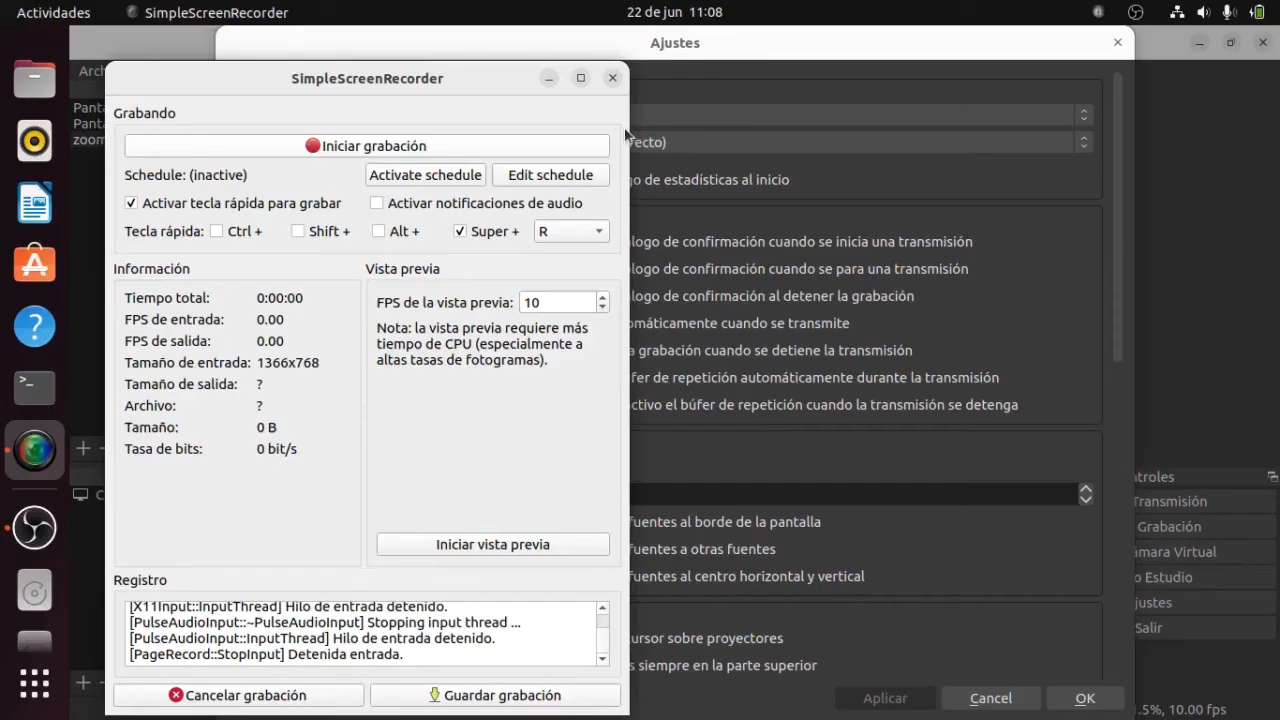 Actividades
SimpleScreenRecorder
22 de jun 11:08
Ajustes
Arch
Panta
Panta
zoom
SimpleScreenRecorder
Grabando
Iniciar grabación
Schedule: (inactive)
Activate schedule
Edit schedule
Activar tecla rápida para grabar
Activar notificaciones de audio
Tecla rápida:
Ctrl +
Shift +
Alt +
Super +
R
Información
Tiempo total: 0:00:00
FPS de entrada: 0.00
FPS de salida: 0.00
Tamaño de entrada: 1366x768
Tamaño de salida: ?
Archivo: ?
Tamaño: 0 B
Tasa de bits: 0 bit/s
Vista previa
FPS de la vista previa: 10
Nota: la vista previa requiere más
tiempo de CPU (especialmente a
altas tasas de fotogramas).
Iniciar vista previa
Registro
[X11Input::InputThread] Hilo de entrada detenido.
[PulseAudioInput::~PulseAudioInput] Stopping input thread ...
[PulseAudioInput::InputThread] Hilo de entrada detenido.
[PageRecord::StopInput] Detenida entrada.
Cancelar grabación
Guardar grabación
fecto)
go de estadísticas al inicio
álogo de confirmación cuando se inicia una transmisión
álogo de confirmación cuando se para una transmisión
álogo de confirmación al detener la grabación
omáticamente cuando se transmite
a grabación cuando se detiene la transmisión
úfer de repetición automáticamente durante la transmisión
activo el búfer de repetición cuando la transmisión se detenga
fuentes al borde de la pantalla
fuentes a otras fuentes
fuentes al centro horizontal y vertical
ursor sobre proyectores
s siempre en la parte superior
Aplicar
Cancel
OK
C
ntroles
Transmisión
Grabación
ámara Virtual
o Estudio
justes
Salir
1.5%, 10.00 fps